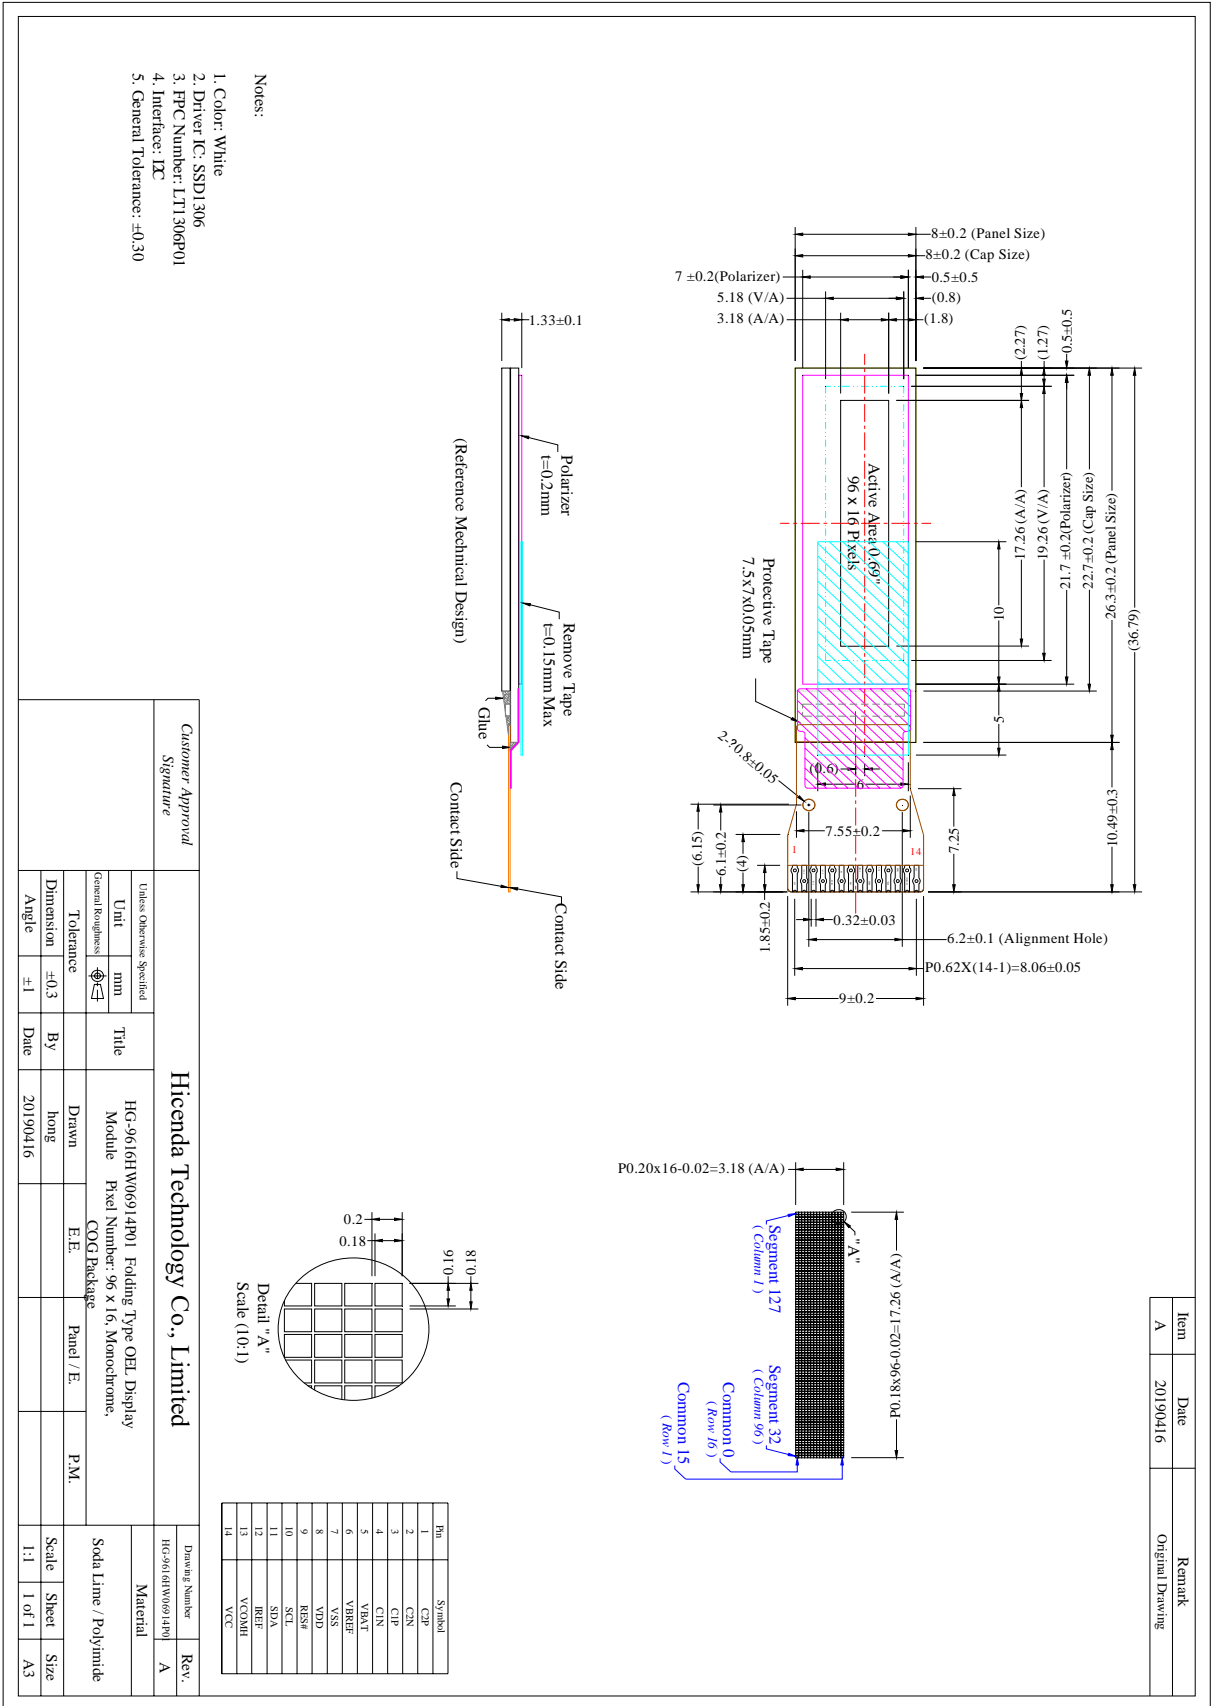 Item Date Remark
A 20190416 Original Drawing
8±0.2 (Panel Size)
8±0.2 (Cap Size)
7 ±0.2(Polarizer)
0.5±0.5
5.18 (V/A)
(0.8)
3.18 (A/A)
(1.8)
(2.27)
(1.27)
0.5±0.5
17.26 (A/A)
19.26 (V/A)
21.7 ±0.2(Polarizer)
22.7±0.2 (Cap Size)
26.3±0.2 (Panel Size)
(36.79)
10
5
10.49±0.3
7.25
Active Area 0.69"
96 x 16 Pixels
Protective Tape
7.5x7x0.05mm
2-?0.8±0.05
(0.6)
6
7.55±0.2
1
14
(6.15)
6.1±0.2
(4)
1.85±0.2
0.32±0.03
6.2±0.1 (Alignment Hole)
P0.62X(14-1)=8.06±0.05
9±0.2
P0.20x16-0.02=3.18 (A/A)
P0.18x96-0.02=17.26 (A/A)
"A"
Segment 127
( Column 1 )
Segment 32
( Column 96 )
Common 0
( Row 16 )
Common 15
( Row 1 )
1.33±0.1
Polarizer
t=0.2mm
Remove Tape
t=0.15mm Max
(Reference Mechnical Design)
Glue
Contact Side
Contact Side
0.2
0.18
0.18
0.16
Detail "A"
Scale (10:1)
Pin Symbol
1 C2P
2 C2N
3 C1P
4 C1N
5 VBAT
6 VBREF
7 VSS
8 VDD
9 RES#
10 SCL
11 SDA
12 IREF
13 VCOMH
14 VCC
Notes:
1. Color: White
2. Driver IC: SSD1306
3. FPC Number: LT1306P01
4. Interface: I2C
5. General Tolerance: ±0.30
Customer Approval
Signature
Hicenda Technology Co., Limited
Drawing Number Rev.
HG-9616HW06914P01 A
Unless Otherwise Specified
Unit mm
General Roughness
Tolerance
Dimension ±0.3
Angle ±1
Title
HG-9616HW06914P01 Folding Type OEL Display
Module Pixel Number: 96 x 16, Monochrome,
COG Package
Material
Soda Lime / Polyimide
Drawn E.E. Panel / E. P.M.
By hong
Date 20190416
Scale Sheet Size
1:1 1 of 1 A3